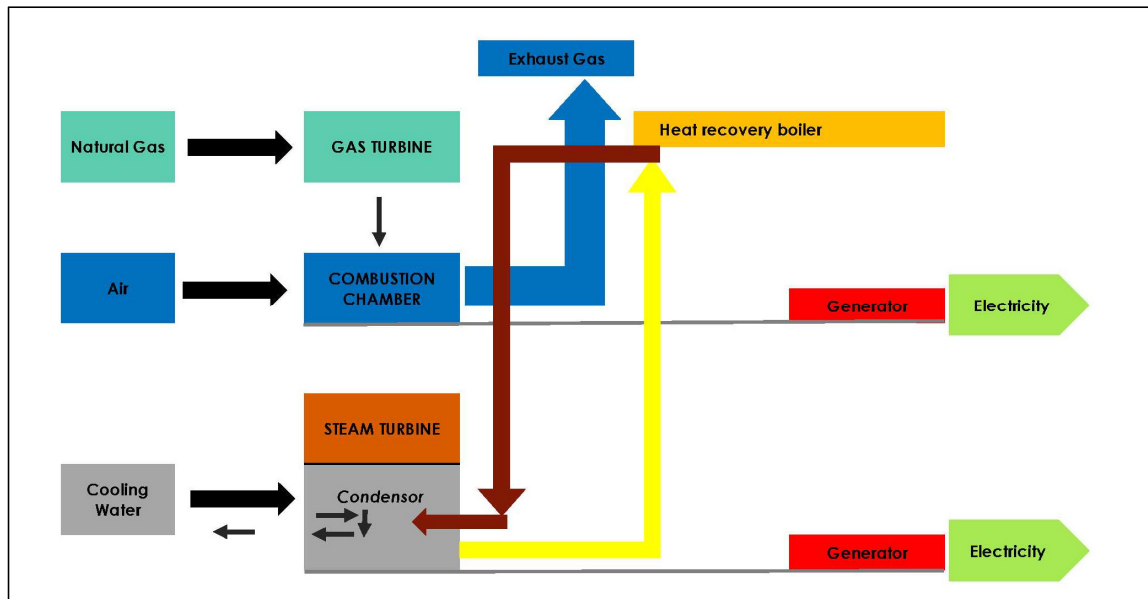 Exhaust Gas
Natural Gas
GAS TURBINE
Heat recovery boiler
Air
COMBUSTION
CHAMBER
Generator
Electricity
STEAM TURBINE
Cooling
Water
Condensor
Generator
Electricity